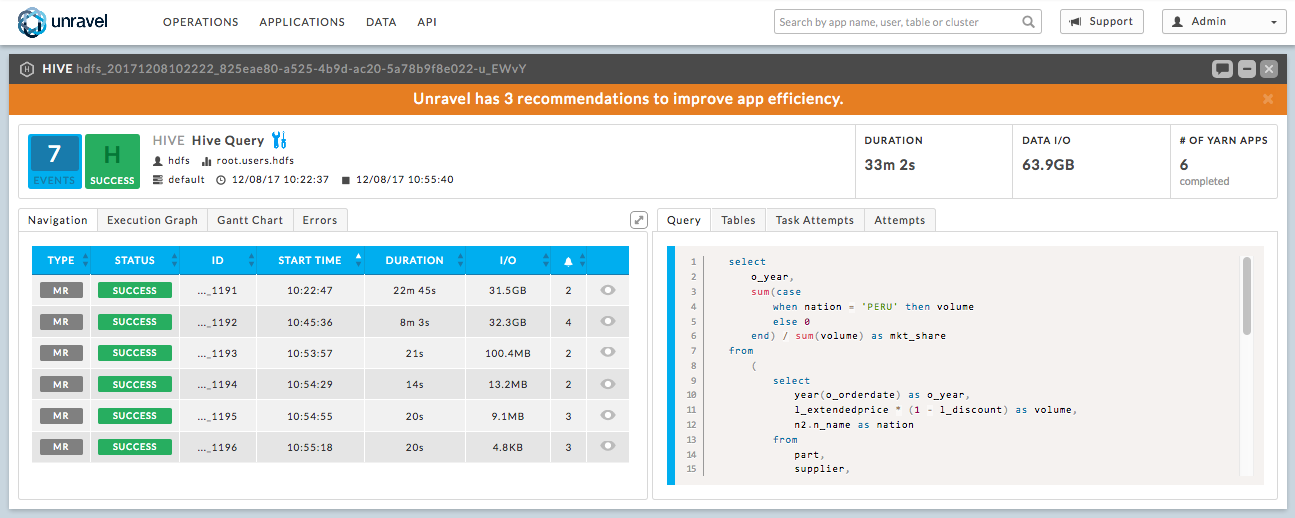 unravel OPERATIONS APPLICATIONS DATA API Search by app name, user, table or cluster Support Admin
HIVE hdfs_20171208102222_825eae80-a525-4b9d-ac20-5a78b9f8e022-u_EWvY
Unravel has 3 recommendations to improve app efficiency.
7 EVENTS
H SUCCESS
HIVE Hive Query
hdfs root.users.hdfs
default 12/08/17 10:22:37 12/08/17 10:55:40
DURATION
33m 2s
DATA I/O
63.9GB
# OF YARN APPS
6
completed
Navigation Execution Graph Gantt Chart Errors
TYPE STATUS ID START TIME DURATION I/O
MR SUCCESS ..._1191 10:22:47 22m 45s 31.5GB 2
MR SUCCESS ..._1192 10:45:36 8m 3s 32.3GB 4
MR SUCCESS ..._1193 10:53:57 21s 100.4MB 2
MR SUCCESS ..._1194 10:54:29 14s 13.2MB 2
MR SUCCESS ..._1195 10:54:55 20s 9.1MB 3
MR SUCCESS ..._1196 10:55:18 20s 4.8KB 3
Query Tables Task Attempts Attempts
1 select
2 o_year,
3 sum(case
4 when nation = 'PERU' then volume
5 else 0
6 end) / sum(volume) as mkt_share
7 from
8 (
9 select
10 year(o_orderdate) as o_year,
11 l_extendedprice * (1 - l_discount) as volume,
12 n2.n_name as nation
13 from
14 part,
15 supplier,